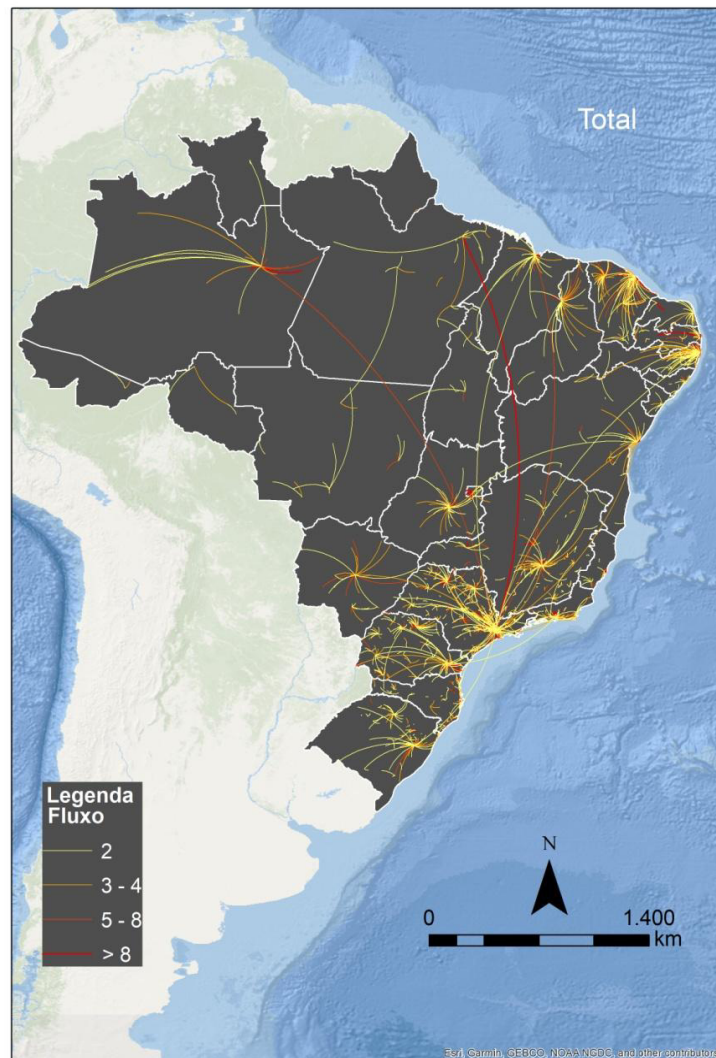 Total
Legenda
Fluxo
2
3 - 4
5 - 8
> 8
N
0 1.400
km
Esri, Garmin, GEBCO, NOAA NGDC, and other contributors